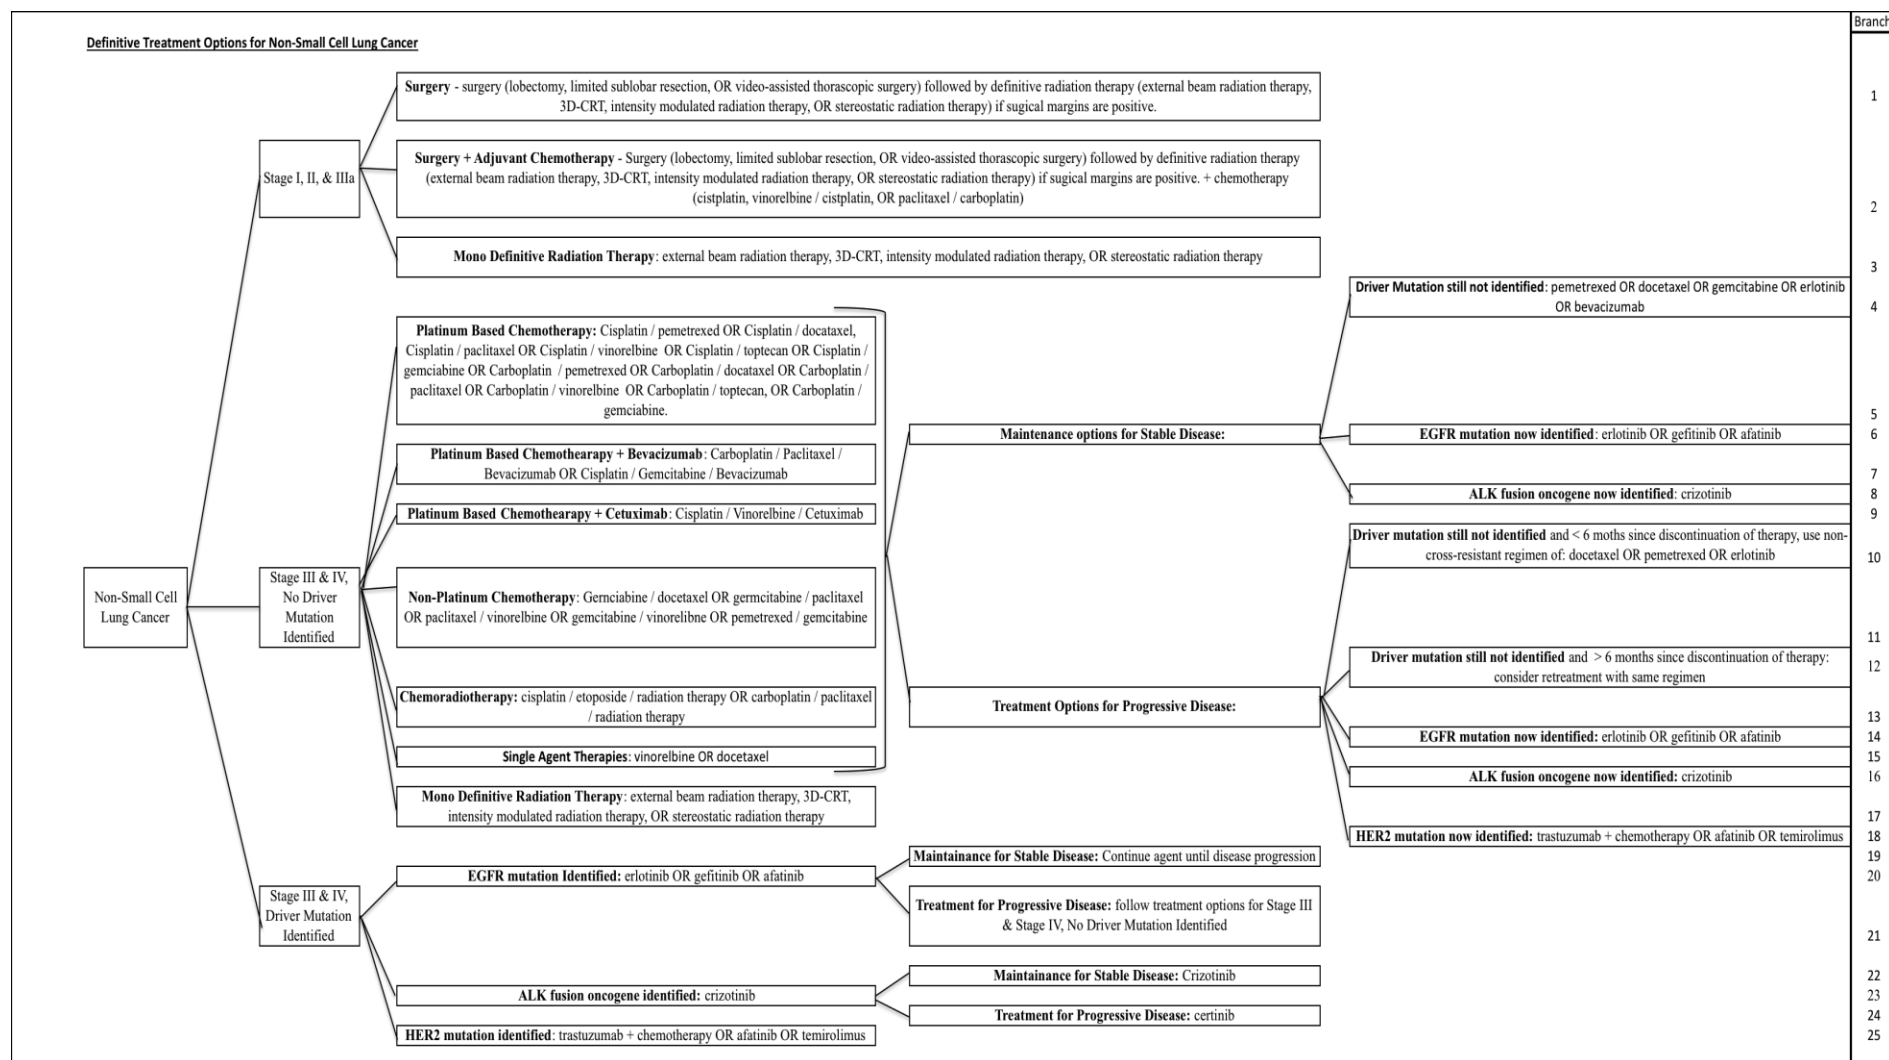 Branch
Definitive Treatment Options for Non-Small Cell Lung Cancer
Surgery - surgery (lobectomy, limited sublobar resection, OR video-assisted thorascopic surgery) followed by definitive radiation therapy (external beam radiation therapy,
3D-CRT, intensity modulated radiation therapy, OR stereostatic radiation therapy) if sugical margins are positive.
1
Stage I, II, & IIIa
Surgery + Adjuvant Chemotherapy - Surgery (lobectomy, limited sublobar resection, OR video-assisted thorascopic surgery) followed by definitive radiation therapy
(external beam radiation therapy, 3D-CRT, intensity modulated radiation therapy, OR stereostatic radiation therapy) if sugical margins are positive. + chemotherapy
(cistplatin, vinorelbine / cistplatin, OR paclitaxel / carboplatin)
2
Mono Definitive Radiation Therapy: external beam radiation therapy, 3D-CRT, intensity modulated radiation therapy, OR stereostatic radiation therapy
3
Driver Mutation still not identified: pemetrexed OR docetaxel OR gemcitabine OR erlotinib
OR bevacizumab
4
Platinum Based Chemotherapy: Cisplatin / pemetrexed OR Cisplatin / docataxel,
Cisplatin / paclitaxel OR Cisplatin / vinorelbine OR Cisplatin / toptecan OR Cisplatin /
gemciabine OR Carboplatin / pemetrexed OR Carboplatin / docataxel OR Carboplatin /
paclitaxel OR Carboplatin / vinorelbine OR Carboplatin / toptecan, OR Carboplatin /
gemciabine.
5
Maintenance options for Stable Disease:
EGFR mutation now identified: erlotinib OR gefitinib OR afatinib
6
Platinum Based Chemothearapy + Bevacizumab: Carboplatin / Paclitaxel /
Bevacizumab OR Cisplatin / Gemcitabine / Bevacizumab
7
ALK fusion oncogene now identified: crizotinib
8
Platinum Based Chemothearapy + Cetuximab: Cisplatin / Vinorelbine / Cetuximab
9
Driver mutation still not identified and < 6 moths since discontinuation of therapy, use non-
cross-resistant regimen of: docetaxel OR pemetrexed OR erlotinib
10
Non-Small Cell
Lung Cancer
Stage III & IV,
No Driver
Mutation
Identified
Non-Platinum Chemotherapy: Gernciabine / docetaxel OR germcitabine / paclitaxel
OR paclitaxel / vinorelbine OR gemcitabine / vinorelibne OR pemetrexed / gemcitabine
11
Driver mutation still not identified and > 6 months since discontinuation of therapy:
consider retreatment with same regimen
12
Chemoradiotherapy: cisplatin / etoposide / radiation therapy OR carboplatin / paclitaxel
/ radiation therapy
Treatment Options for Progressive Disease:
13
EGFR mutation now identified: erlotinib OR gefitinib OR afatinib
14
Single Agent Therapies: vinorelbine OR docetaxel
15
ALK fusion oncogene now identified: crizotinib
16
Mono Definitive Radiation Therapy: external beam radiation therapy, 3D-CRT,
intensity modulated radiation therapy, OR stereostatic radiation therapy
17
HER2 mutation now identified: trastuzumab + chemotherapy OR afatinib OR temirolimus
18
Maintainance for Stable Disease: Continue agent until disease progression
19
EGFR mutation Identified: erlotinib OR gefitinib OR afatinib
20
Stage III & IV,
Driver Mutation
Identified
Treatment for Progressive Disease: follow treatment options for Stage III
& Stage IV, No Driver Mutation Identified
21
Maintainance for Stable Disease: Crizotinib
22
ALK fusion oncogene identified: crizotinib
23
Treatment for Progressive Disease: certinib
24
HER2 mutation identified: trastuzumab + chemotherapy OR afatinib OR temirolimus
25